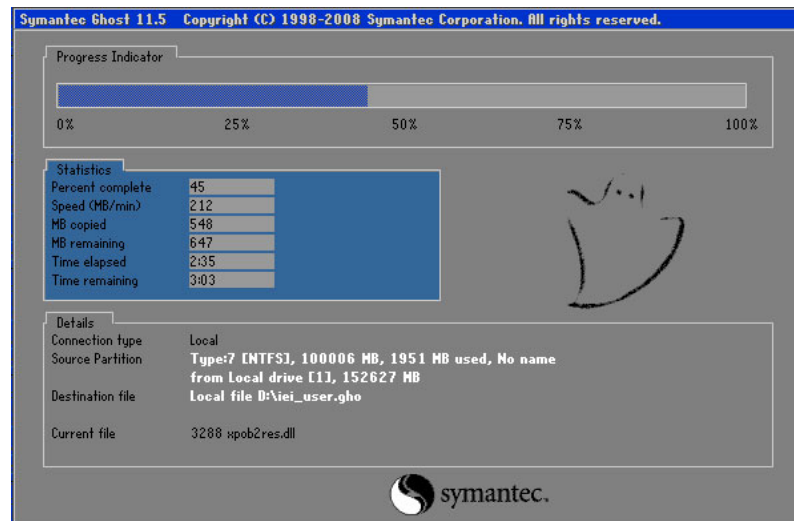 Symantec Ghost 11.5 Copyright (C) 1998-2008 Symantec Corporation. All rights reserved.
Progress Indicator
0% 25% 50% 75% 100%
Statistics
Percent complete 45
Speed (MB/min) 212
MB copied 548
MB remaining 647
Time elapsed 2:35
Time remaining 3:03
Details
Connection type Local
Source Partition Type:7 [NTFS], 100006 MB, 1951 MB used, No name
from Local drive [1], 152627 MB
Destination file Local file D:\iei_user.gho
Current file 3288 xpob2res.dll
symantec.